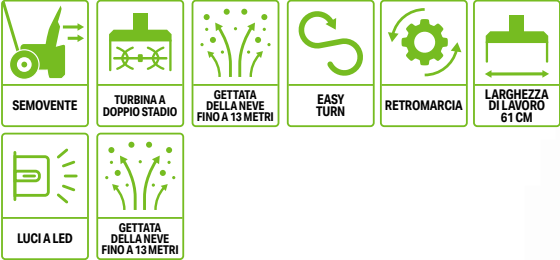 SEMOVENTE
TURBINA A
DOPPIO STADIO
GETTATA
DELLA NEVE
FINO A 13 METRI
EASY
TURN
RETROMARCIA
LARGHEZZA
DI LAVORO
61 CM
LUCI A LED
GETTATA
DELLA NEVE
FINO A 13 METRI